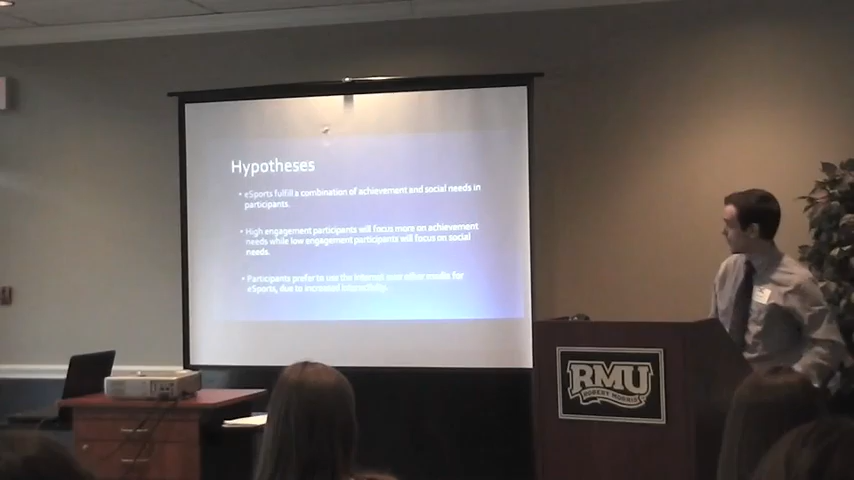 Hypotheses
• eSports fulfill a combination of achievement and social needs in
participants.
• High engagement participants will focus more on achievement
needs while low engagement participants will focus on social
needs.
• Participants prefer to use the Internet over other media for
eSports, due to increased interactivity.
RMU
ROBERT MORRIS